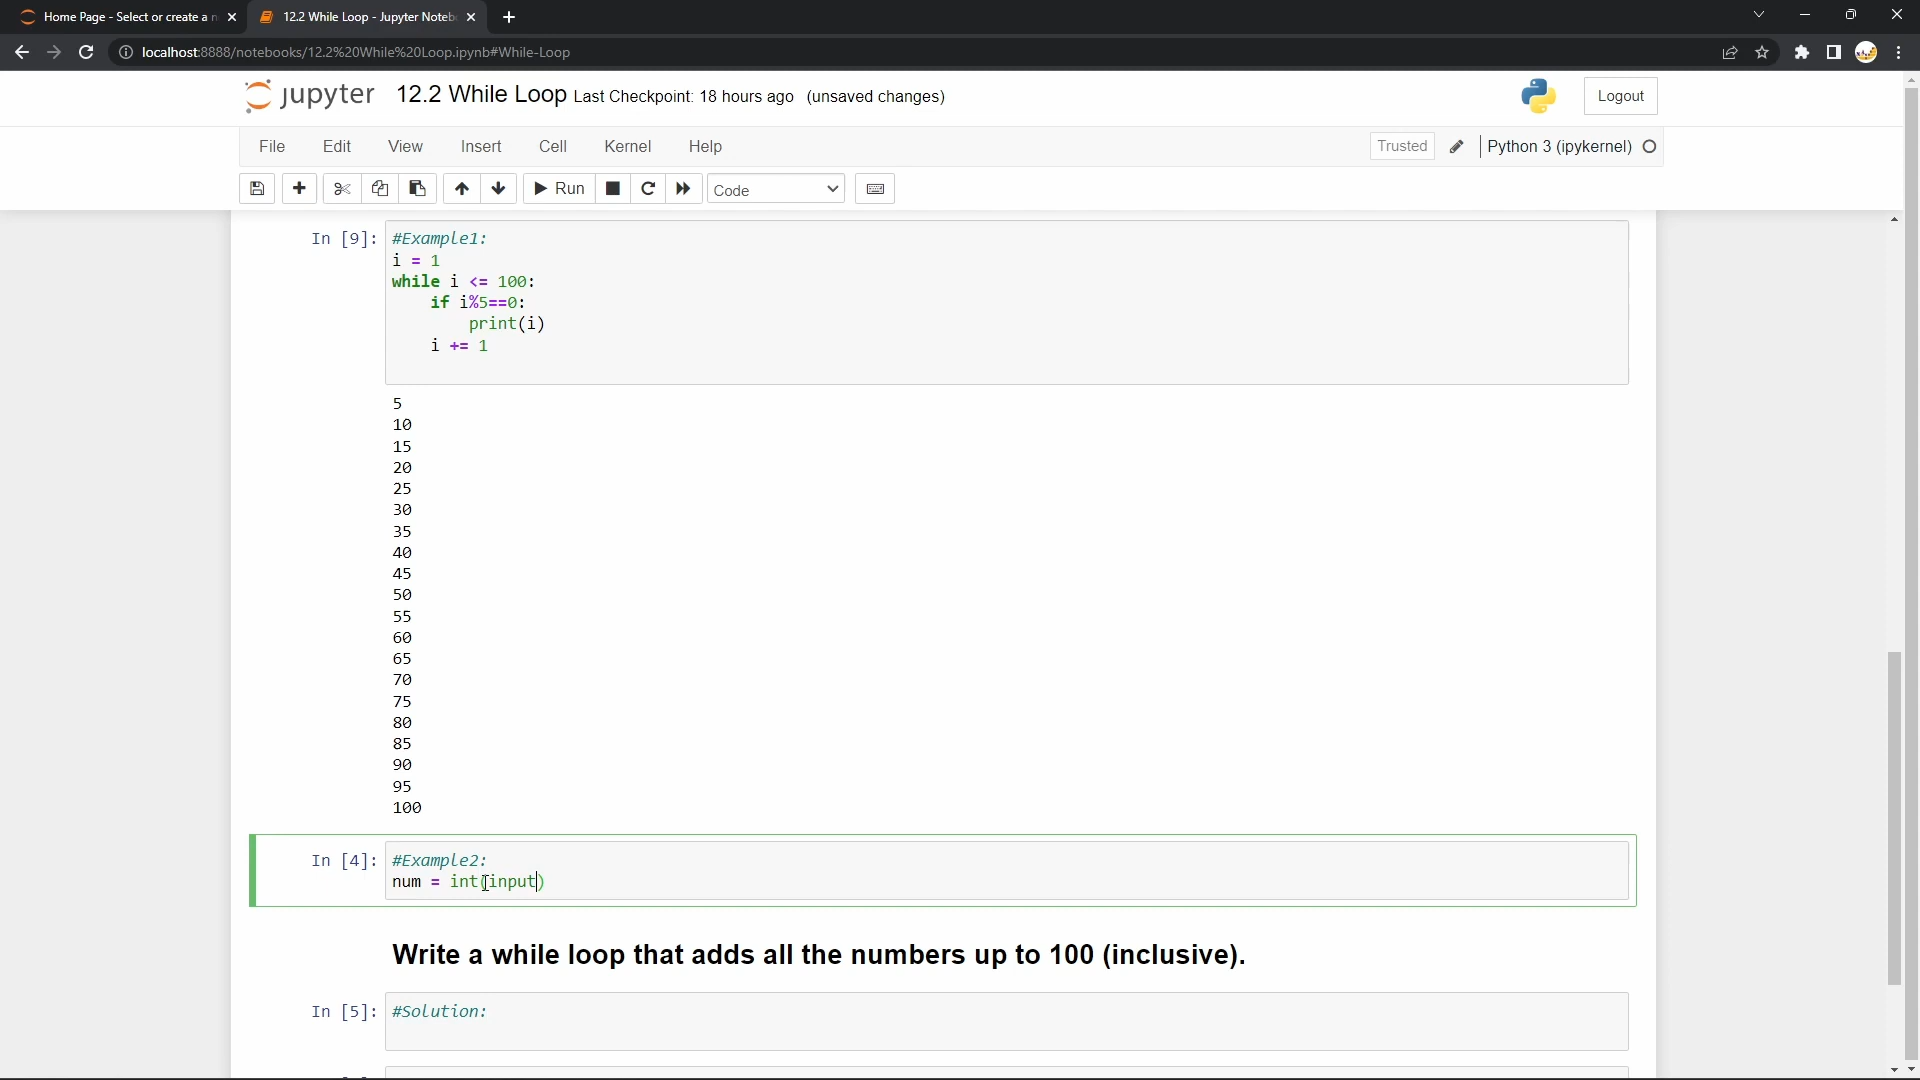 Home Page - Select or create a n
12.2 While Loop - Jupyter Noteb
localhost:8888/notebooks/12.2%20While%20Loop.ipynb#While-Loop
jupyter 12.2 While Loop Last Checkpoint: 18 hours ago (unsaved changes)
Logout
File Edit View Insert Cell Kernel Help
Trusted Python 3 (ipykernel)
Run Code
In [9]: #Example1:
i = 1
while i <= 100:
if i%5==0:
print(i)
i += 1
5
10
15
20
25
30
35
40
45
50
55
60
65
70
75
80
85
90
95
100
In [4]: #Example2:
num = int(input)
Write a while loop that adds all the numbers up to 100 (inclusive).
In [5]: #Solution: